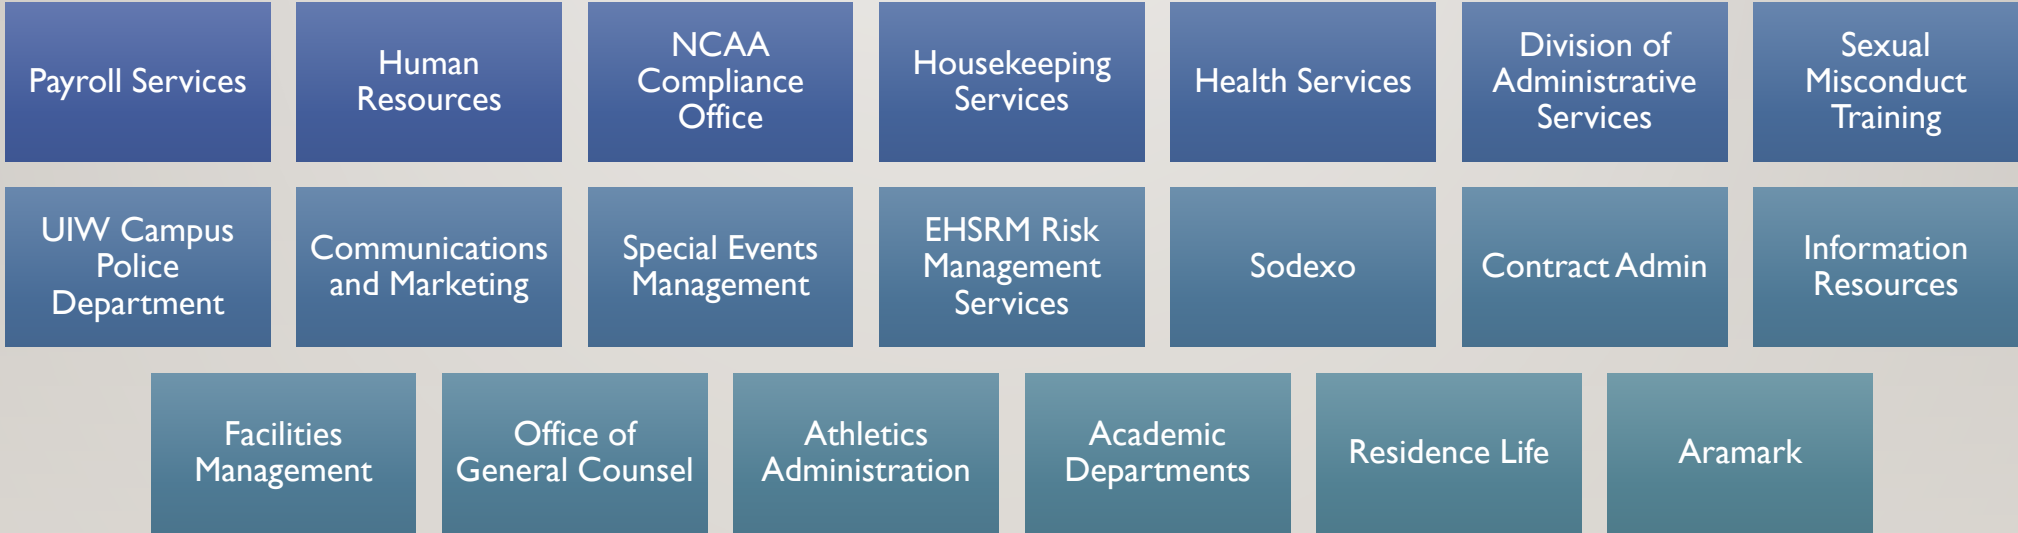 Payroll Services
Human
Resources
NCAA
Compliance
Office
Housekeeping
Services
Health Services
Division of
Administrative
Services
Sexual
Misconduct
Training
UIW Campus
Police
Department
Communications
and Marketing
Special Events
Management
EHSRM Risk
Management
Services
Sodexo
Contract Admin
Information
Resources
Facilities
Management
Office of
General Counsel
Athletics
Administration
Academic
Departments
Residence Life
Aramark